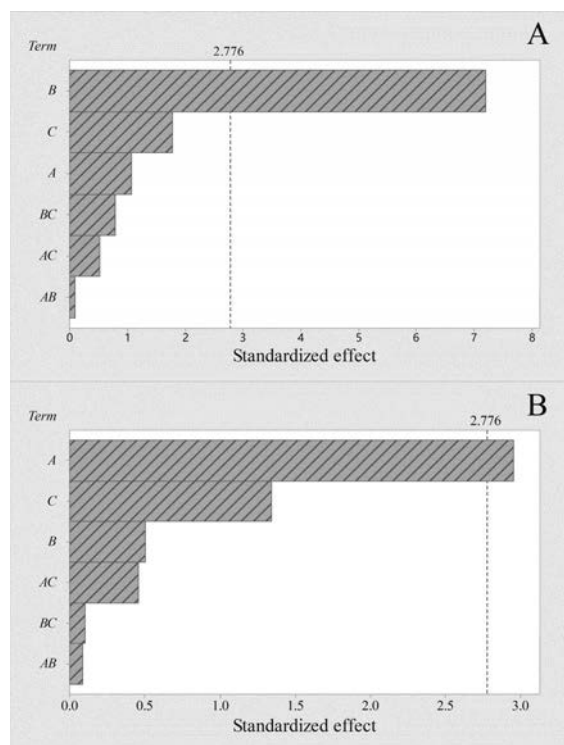 A
Term
2.776
B
C
A
BC
AC
AB
0 1 2 3 4 5 6 7 8
Standardized effect
B
Term
2.776
A
C
B
AC
BC
AB
0.0 0.5 1.0 1.5 2.0 2.5 3.0
Standardized effect